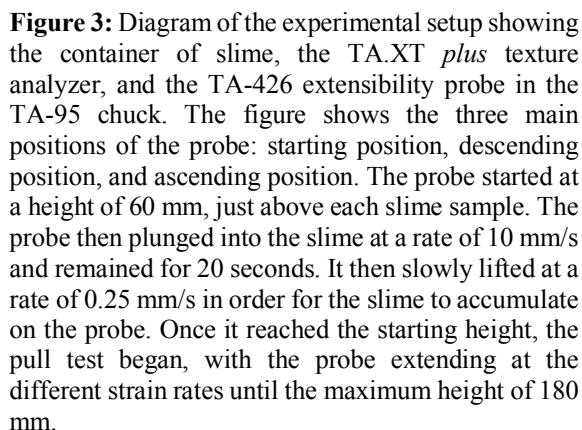 Figure 3: Diagram of the experimental setup showing
the container of slime, the TA.XT plus texture
analyzer, and the TA-426 extensibility probe in the
TA-95 chuck. The figure shows the three main
positions of the probe: starting position, descending
position, and ascending position. The probe started at
a height of 60 mm, just above each slime sample. The
probe then plunged into the slime at a rate of 10 mm/s
and remained for 20 seconds. It then slowly lifted at a
rate of 0.25 mm/s in order for the slime to accumulate
on the probe. Once it reached the starting height, the
pull test began, with the probe extending at the
different strain rates until the maximum height of 180
mm.